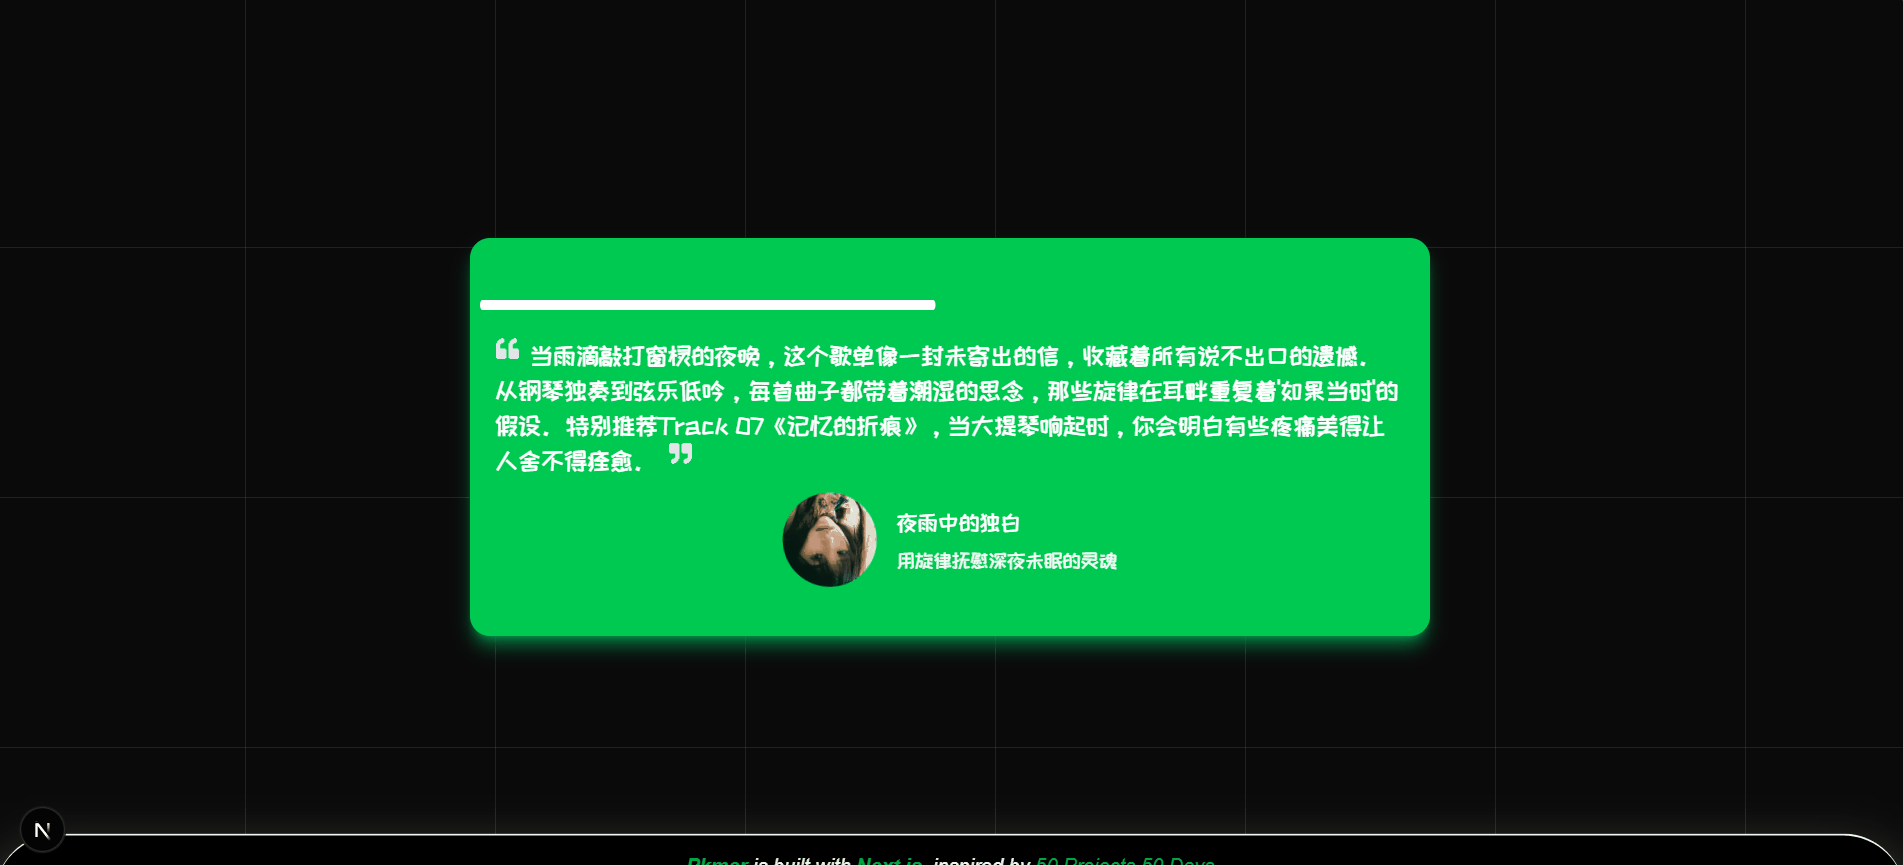 “ 当雨滴敲打窗棂的夜晚，这个歌单像一封未寄出的信，收藏着所有说不出口的遗憾。
从钢琴独奏到弦乐低吟，每首曲子都带着潮湿的思念，那些旋律在耳畔重复着'如果当时'的
假设。特别推荐Track 07《记忆的折痕》，当大提琴响起时，你会明白有些疼痛美得让
人舍不得痊愈。 ”
夜雨中的独白
用旋律抚慰深夜未眠的灵魂
N
Pkmer is built with Next.js, inspired by 50 Projects 50 Days